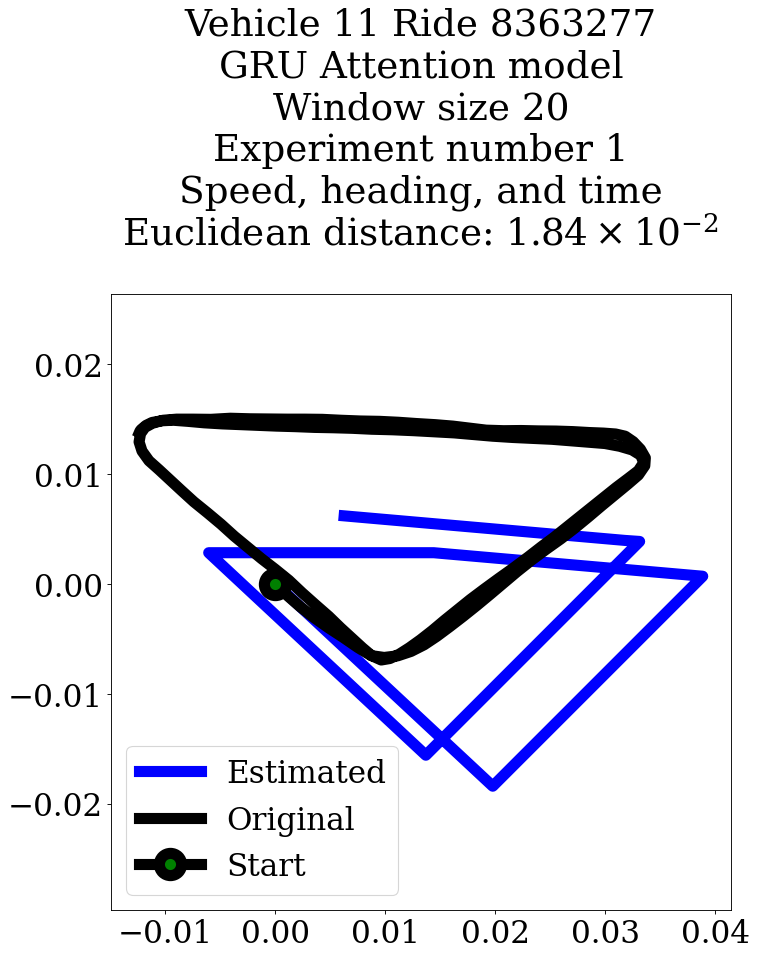 Vehicle 11 Ride 8363277
GRU Attention model
Window size 20
Experiment number 1
Speed, heading, and time
Euclidean distance: 1.84 × 10⁻²
0.02
0.01
0.00
−0.01
−0.02
Estimated
Original
Start
−0.01 0.00 0.01 0.02 0.03 0.04